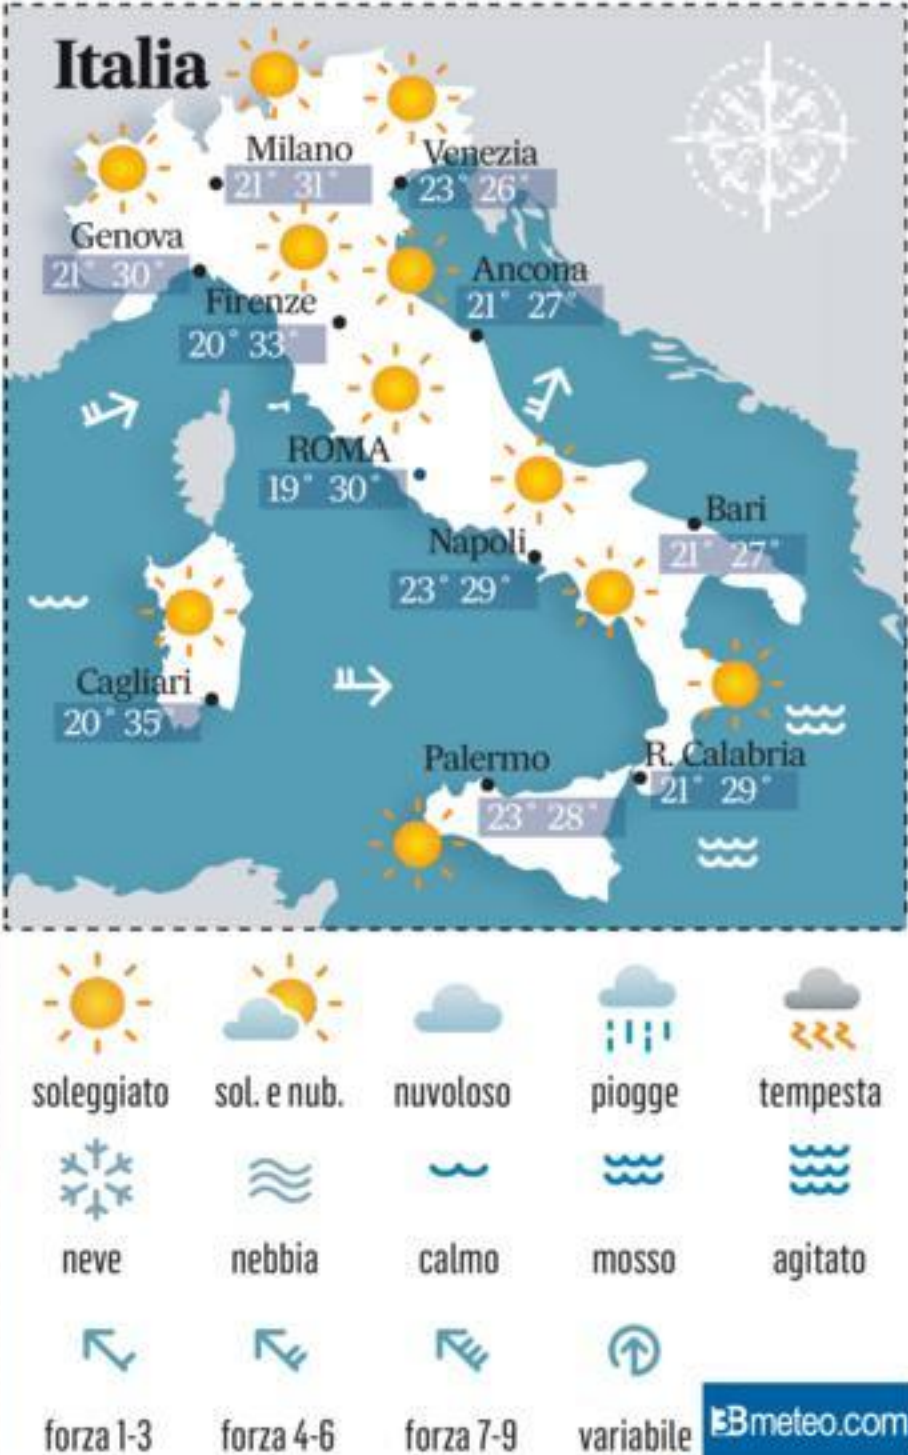 Italia
Milano
21° 31°
Venezia
23° 26°
Genova
21° 30°
Ancona
21° 27°
Firenze
20° 33°
ROMA
19° 30°
Bari
21° 27°
Napoli
23° 29°
Cagliari
20° 35°
Palermo
23° 28°
R. Calabria
21° 29°
soleggiato sol. e nub. nuvoloso piogge tempesta
neve nebbia calmo mosso agitato
forza 1-3 forza 4-6 forza 7-9 variabile
3Bmeteo.com